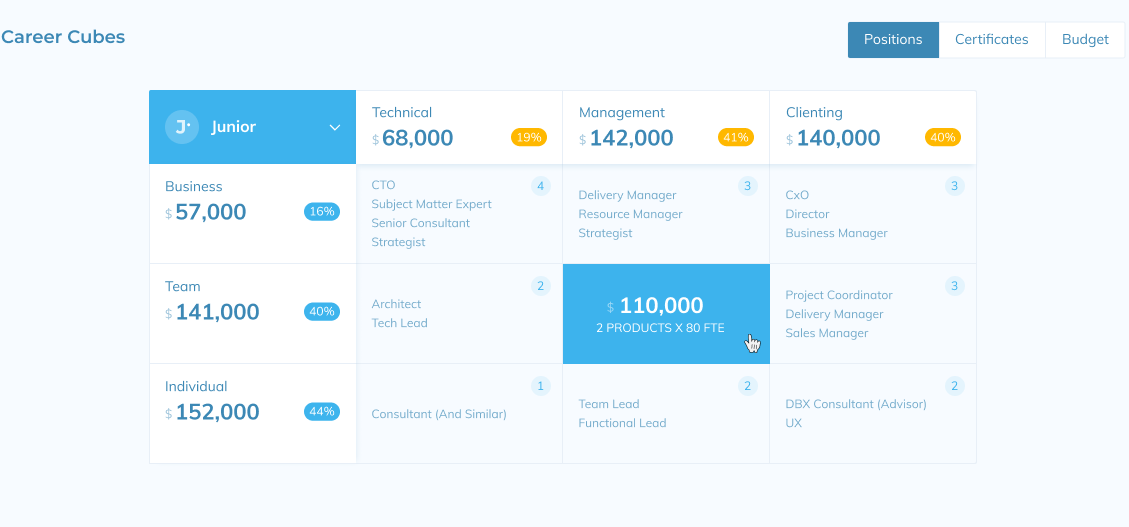 Career Cubes
Positions
Certificates
Budget
J
Junior
Technical
$ 68,000
19%
Management
$ 142,000
41%
Clienting
$ 140,000
40%
Business
$ 57,000
16%
CTO
Subject Matter Expert
Senior Consultant
Strategist
4
Delivery Manager
Resource Manager
Strategist
3
CxO
Director
Business Manager
3
Team
$ 141,000
40%
Architect
Tech Lead
2
$ 110,000
2 PRODUCTS X 80 FTE
Project Coordinator
Delivery Manager
Sales Manager
3
Individual
$ 152,000
44%
Consultant (And Similar)
1
Team Lead
Functional Lead
2
DBX Consultant (Advisor)
UX
2